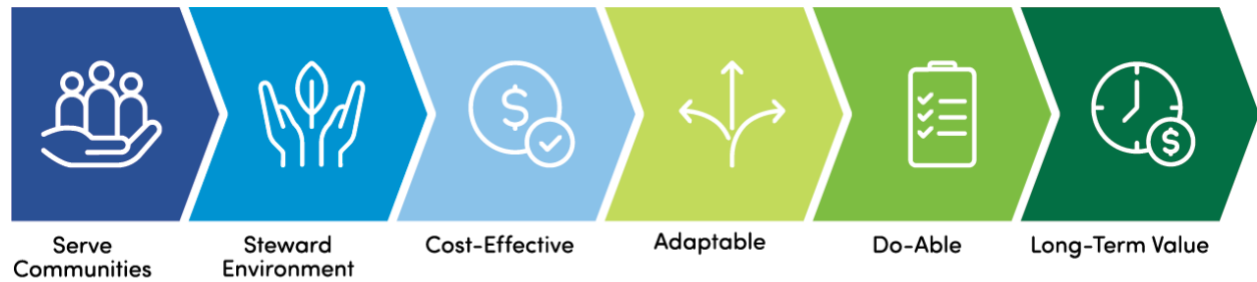 $
$
Serve
Communities
Steward
Environment
Cost-Effective
Adaptable
Do-Able
Long-Term Value